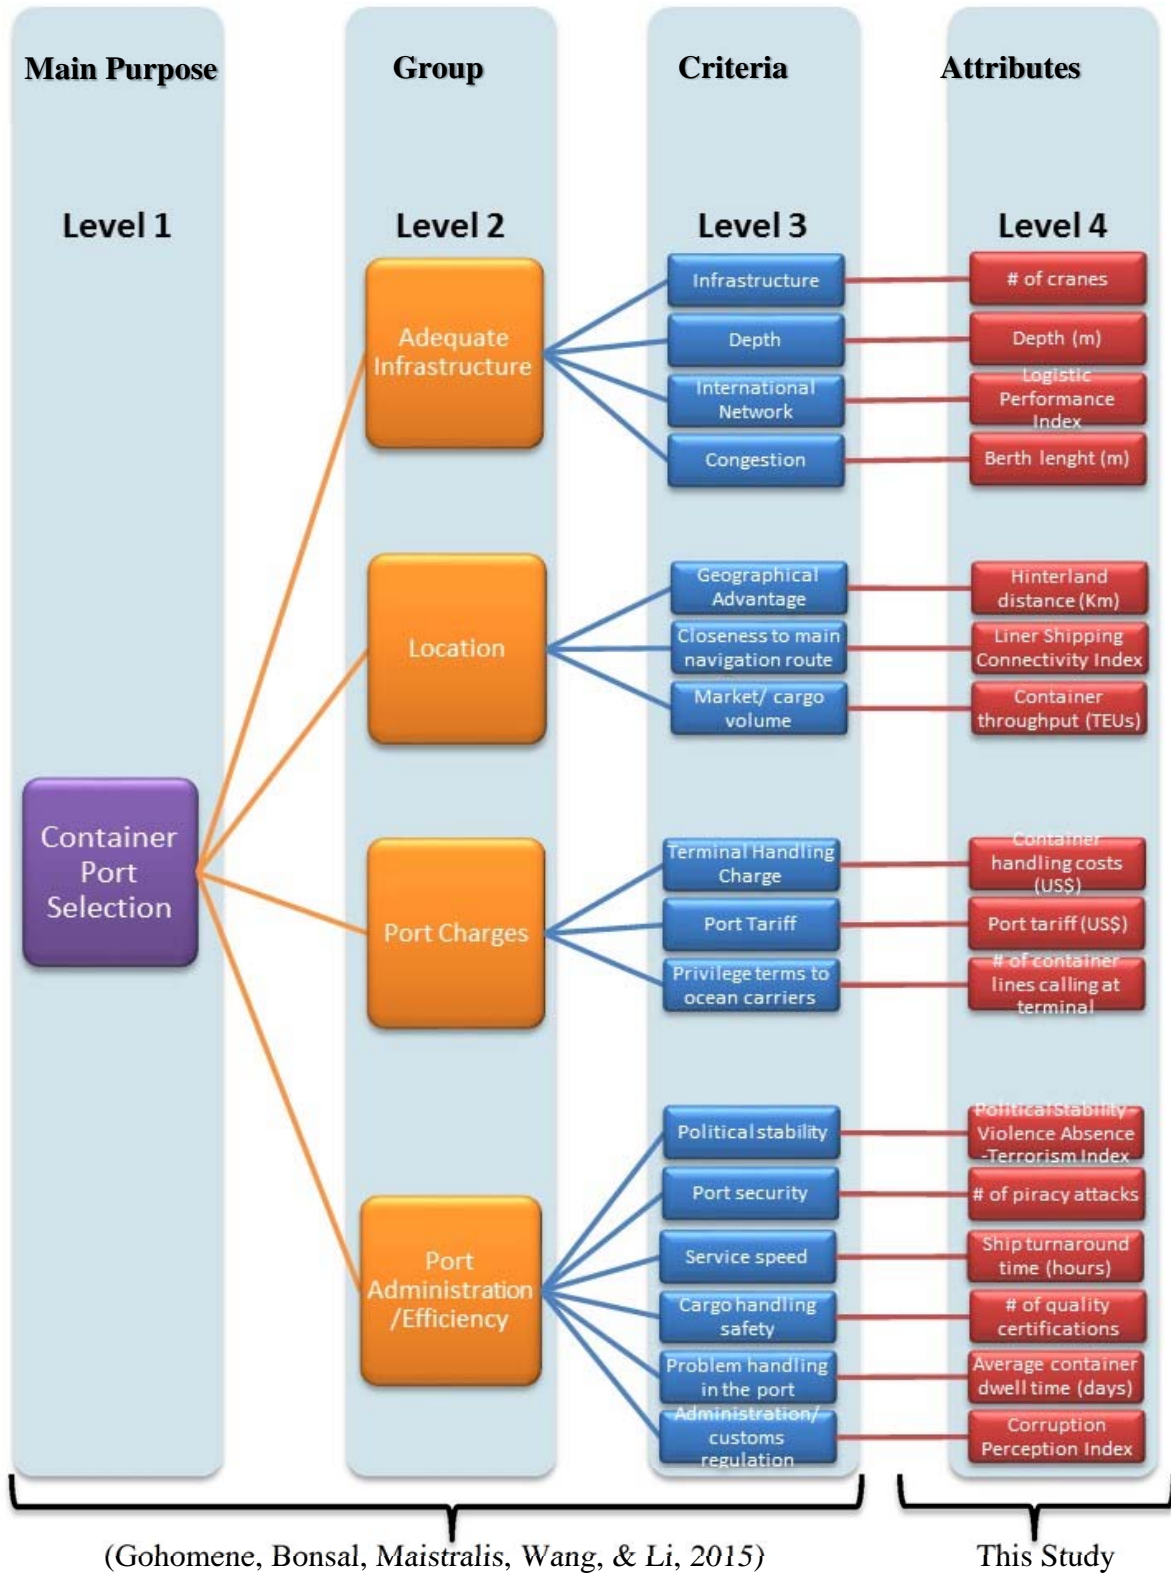 Main Purpose
Group
Criteria
Attributes
Level 1
Level 2
Level 3
Level 4
Container
Port
Selection
Adequate
Infrastructure
Infrastructure
# of cranes
Depth
Depth (m)
International
Network
Logistic
Performance
Index
Congestion
Berth lenght (m)
Location
Geographical
Advantage
Hinterland
distance (Km)
Closeness to main
navigation route
Liner Shipping
Connectivity Index
Market/ cargo
volume
Container
throughput (TEUs)
Port Charges
Terminal Handling
Charge
Container
handling costs
(US$)
Port Tariff
Port tariff (US$)
Privilege terms to
ocean carriers
# of container
lines calling at
terminal
Port
Administration
/Efficiency
Political stability
Political Stability
Violence Absence
-Terrorism Index
Port security
# of piracy attacks
Service speed
Ship turnaround
time (hours)
Cargo handling
safety
# of quality
certifications
Problem handling
in the port
Average container
dwell time (days)
Administration/
customs
regulation
Corruption
Perception Index
(Gohomene, Bonsal, Maistralis, Wang, & Li, 2015)
This Study